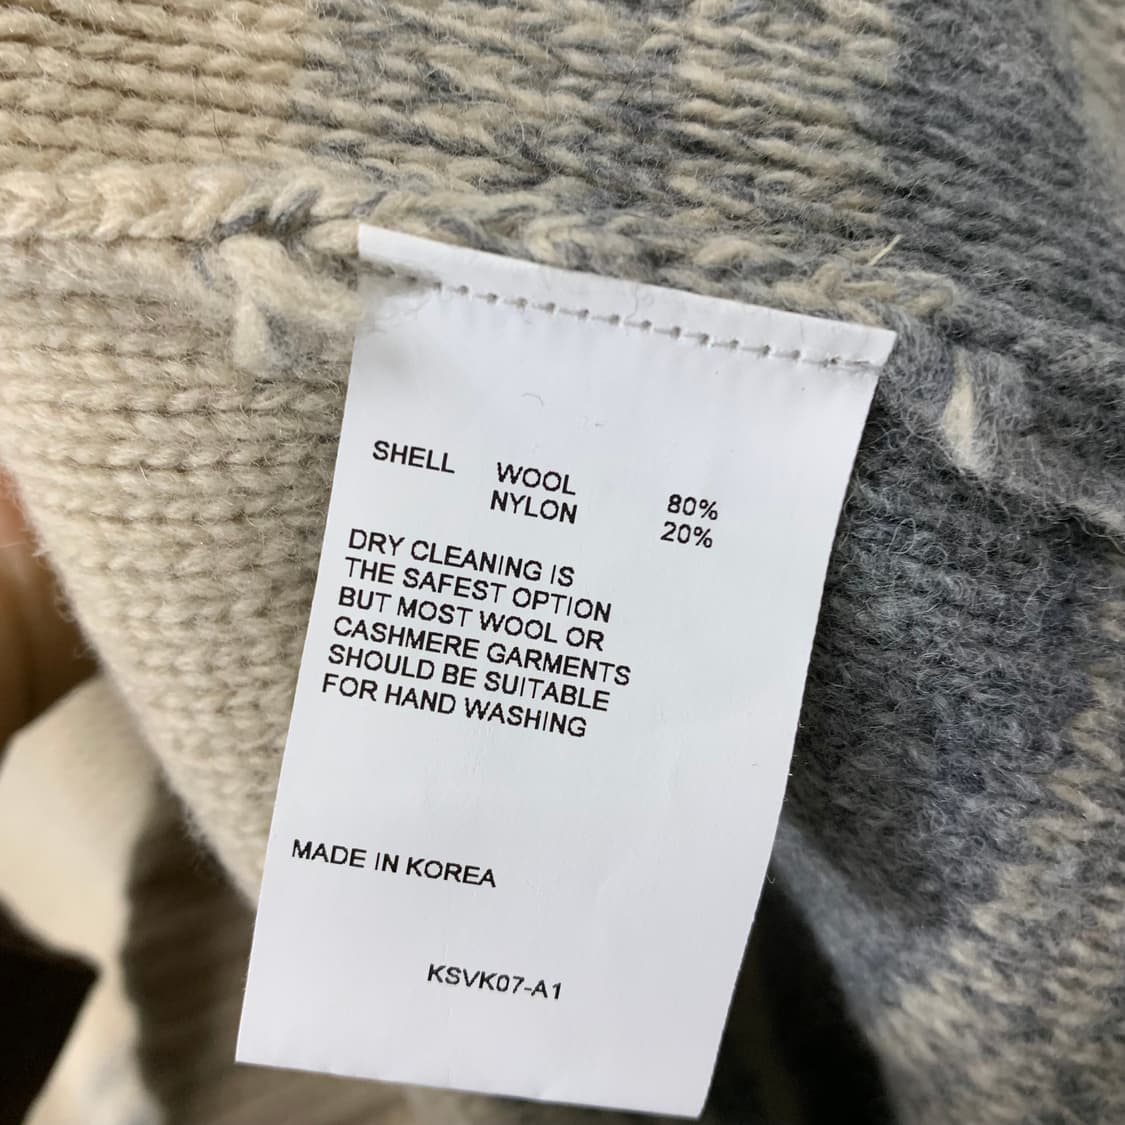 SHELL WOOL 80%
NYLON 20%
DRY CLEANING IS
THE SAFEST OPTION
BUT MOST WOOL OR
CASHMERE GARMENTS
SHOULD BE SUITABLE
FOR HAND WASHING
MADE IN KOREA
KSVK07-A1